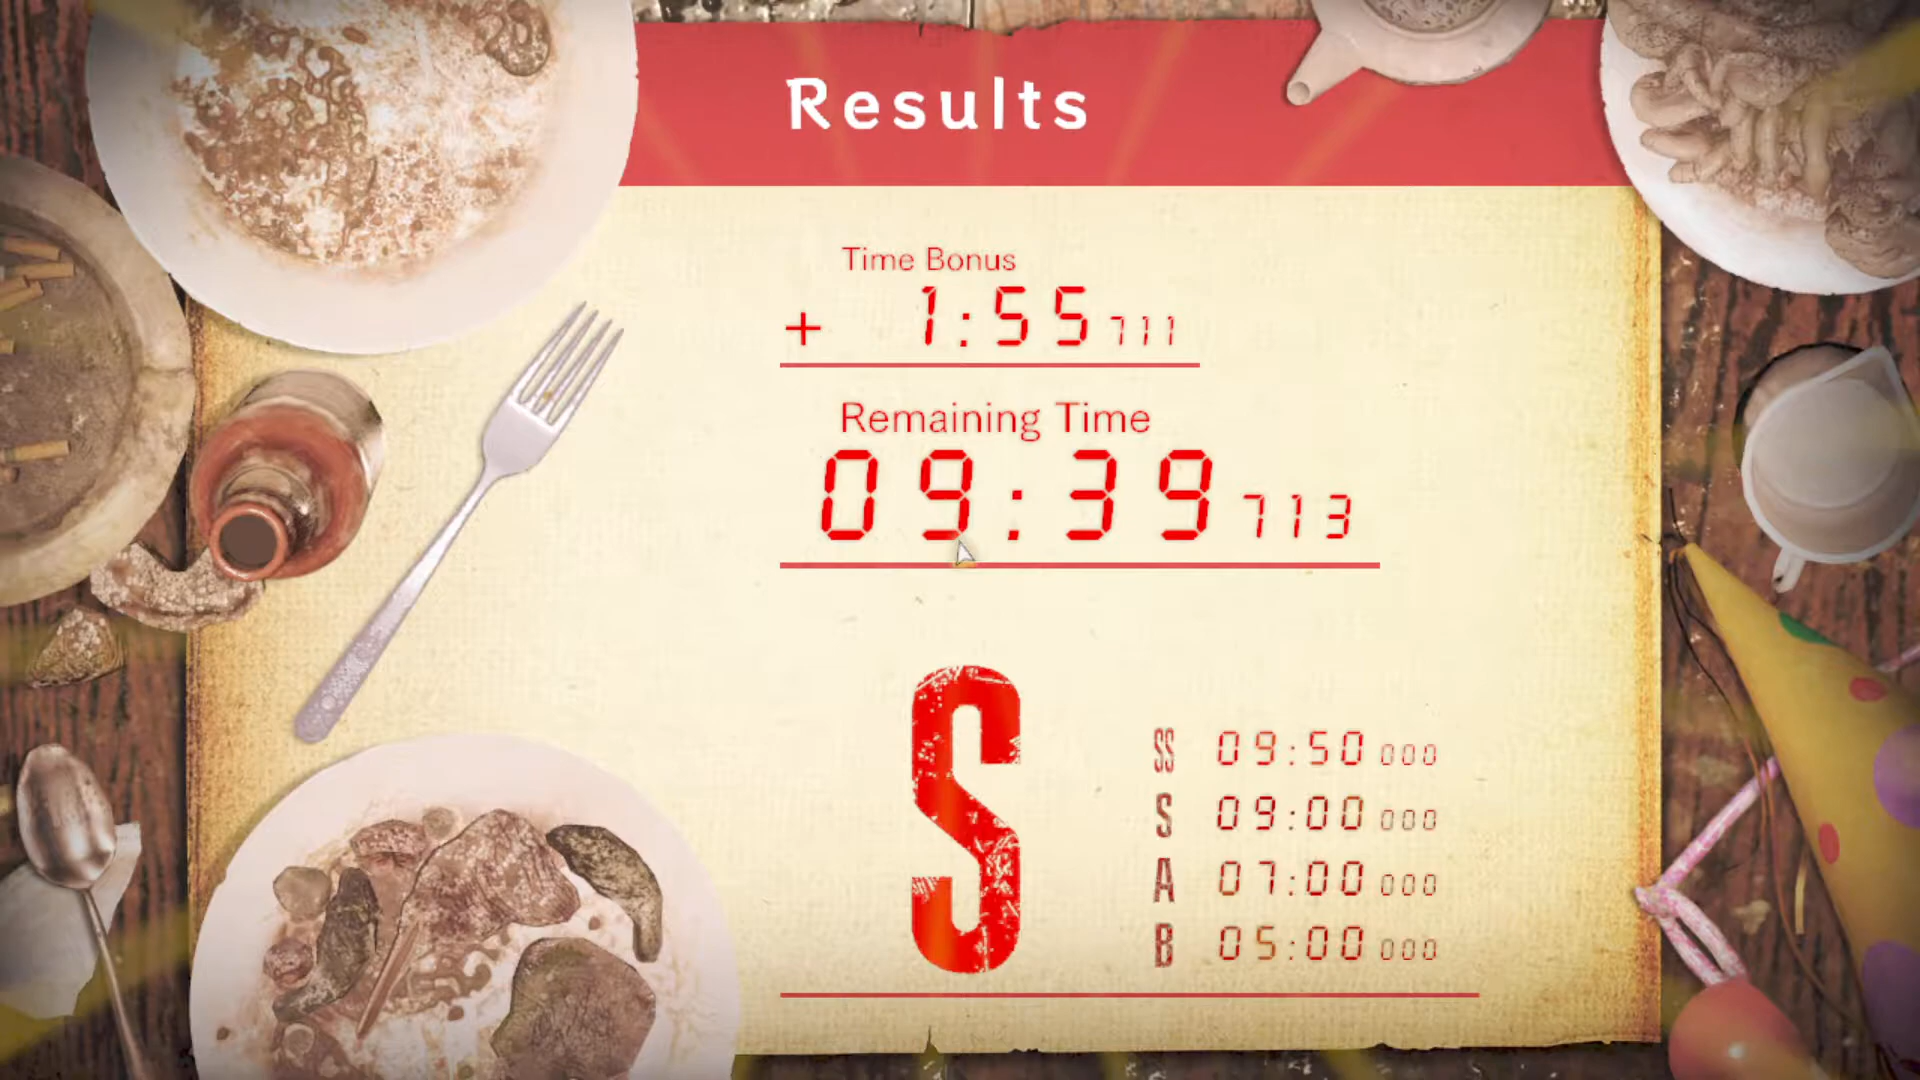 Results
Time Bonus
+ 1:55 711
Remaining Time
09:39 713
S
SS 09:50 000
S 09:00 000
A 07:00 000
B 05:00 000